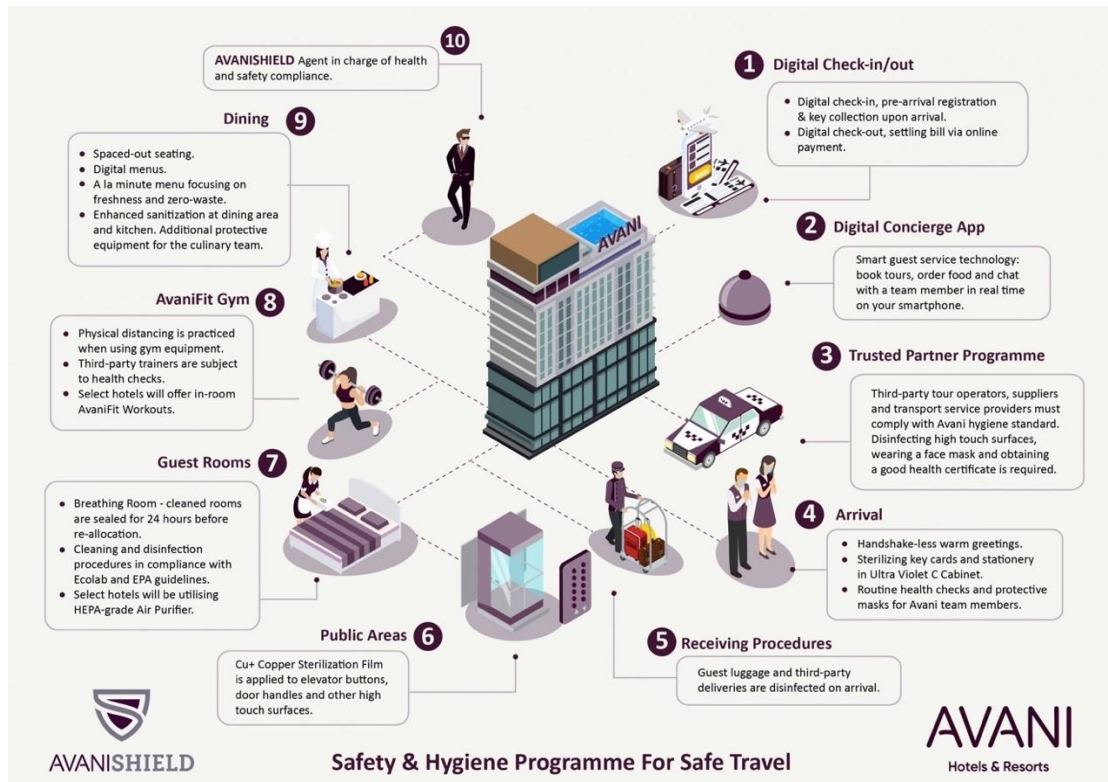 10
AVANISHIELD Agent in charge of health
and safety compliance.
1 Digital Check-in/out
• Digital check-in, pre-arrival registration
& key collection upon arrival.
• Digital check-out, settling bill via online
payment.
2 Digital Concierge App
Smart guest service technology:
book tours, order food and chat
with a team member in real time
on your smartphone.
3 Trusted Partner Programme
Third-party tour operators, suppliers
and transport service providers must
comply with Avani hygiene standard.
Disinfecting high touch surfaces,
wearing a face mask and obtaining
a good health certificate is required.
4 Arrival
• Handshake-less warm greetings.
• Sterilizing key cards and stationery
in Ultra Violet C Cabinet.
• Routine health checks and protective
masks for Avani team members.
5 Receiving Procedures
Guest luggage and third-party
deliveries are disinfected on arrival.
Public Areas 6
Cu+ Copper Sterilization Film
is applied to elevator buttons,
door handles and other high
touch surfaces.
Guest Rooms 7
• Breathing Room - cleaned rooms
are sealed for 24 hours before
re-allocation.
• Cleaning and disinfection
procedures in compliance with
Ecolab and EPA guidelines.
• Select hotels will be utilising
HEPA-grade Air Purifier.
AvaniFit Gym 8
• Physical distancing is practiced
when using gym equipment.
• Third-party trainers are subject
to health checks.
• Select hotels will offer in-room
AvaniFit Workouts.
Dining 9
• Spaced-out seating.
• Digital menus.
• A la minute menu focusing on
freshness and zero-waste.
• Enhanced sanitization at dining area
and kitchen. Additional protective
equipment for the culinary team.
AVANI
AVANISHIELD
Safety & Hygiene Programme For Safe Travel
AVANI
Hotels & Resorts